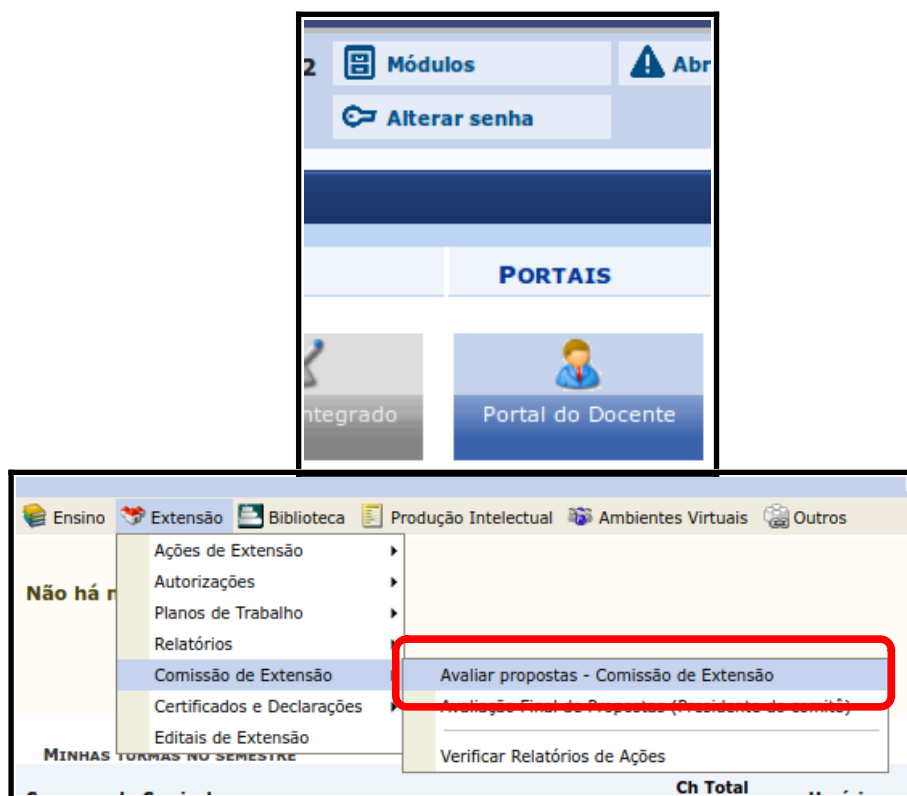 2 Módulos Abr
Alterar senha
PORTAIS
ntegrado Portal do Docente
Ensino Extensão Biblioteca Produção Intelectual Ambientes Virtuais Outros
Ações de Extensão
Não há n
Autorizações
Planos de Trabalho
Relatórios
Comissão de Extensão Avaliar propostas - Comissão de Extensão
Certificados e Declarações Avaliação Final de Propostas (Presidente do comitê)
Editais de Extensão
MINHAS TURMAS NO SEMESTRE Verificar Relatórios de Ações
Ch Total